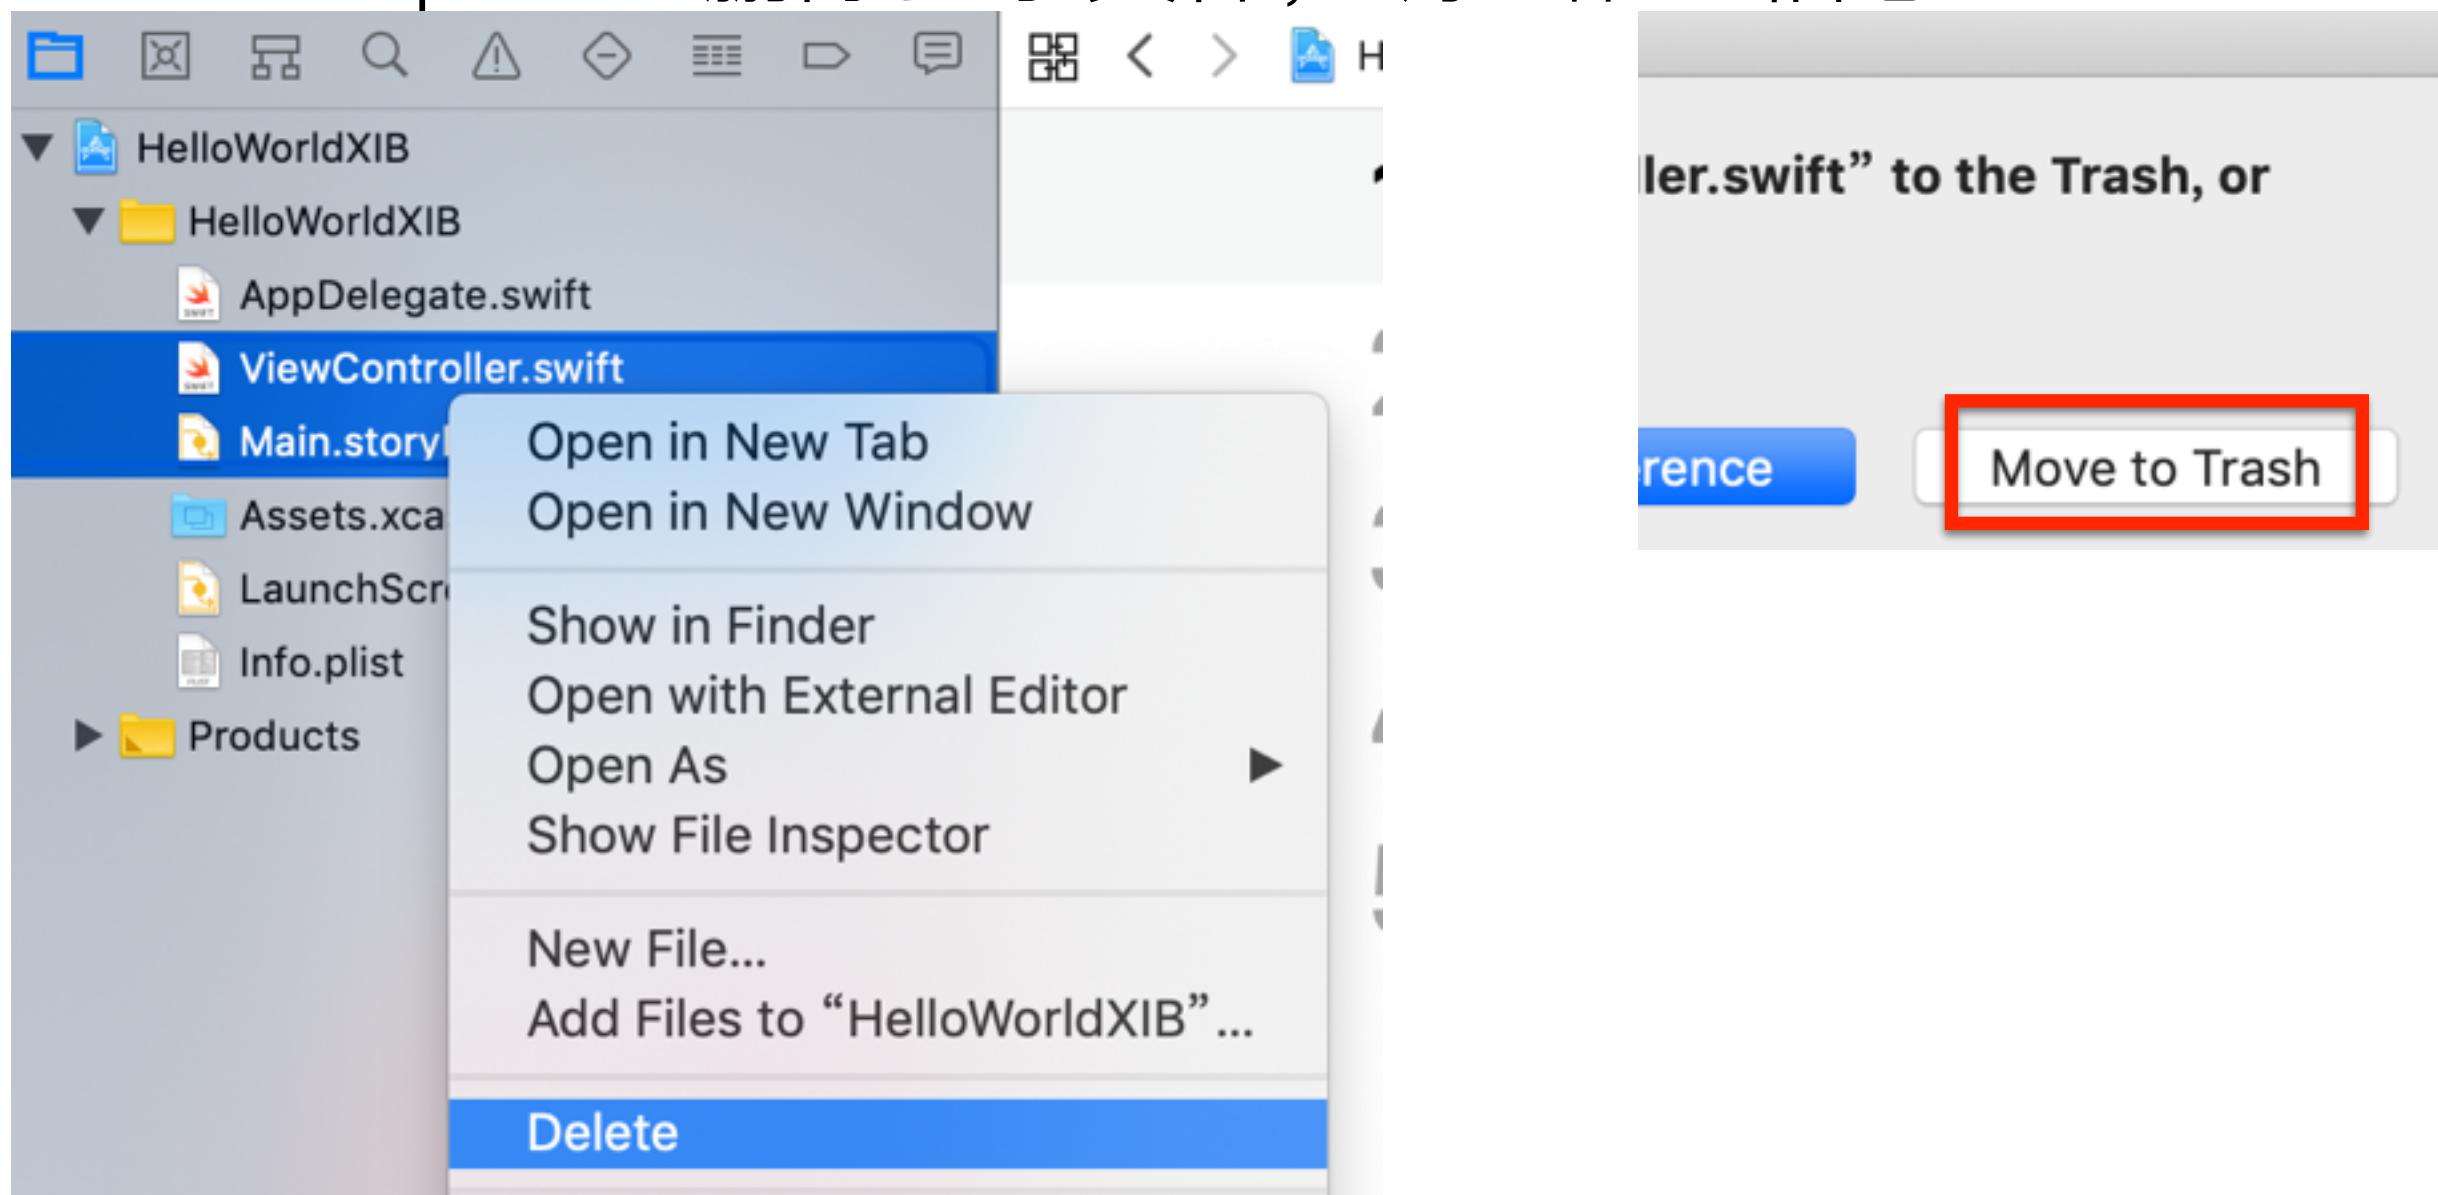 HelloWorldXIB
HelloWorldXIB
AppDelegate.swift
ViewController.swift
Main.story
Assets.xca
LaunchScr
Info.plist
Products
Open in New Tab
Open in New Window
Show in Finder
Open with External Editor
Open As
Show File Inspector
New File...
Add Files to “HelloWorldXIB”...
Delete
H
ller.swift” to the Trash, or
rence
Move to Trash